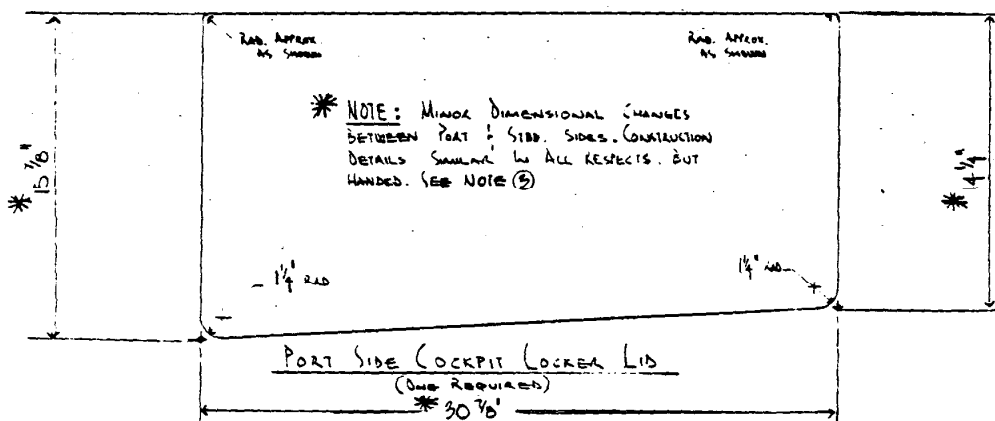 RAD. APPROX.
AS SHOWN
RAD. APPROX.
AS SHOWN
* NOTE: MINOR DIMENSIONAL CHANGES
BETWEEN PORT & STBD. SIDES. CONSTRUCTION
DETAILS SIMILAR IN ALL RESPECTS. BUT
HANDED. SEE NOTE ③
* 15 7/8"
* 14 1/4"
1 1/4" RAD
1 1/4" RAD
PORT SIDE COCKPIT LOCKER LID
(ONE REQUIRED)
* 30 7/8"